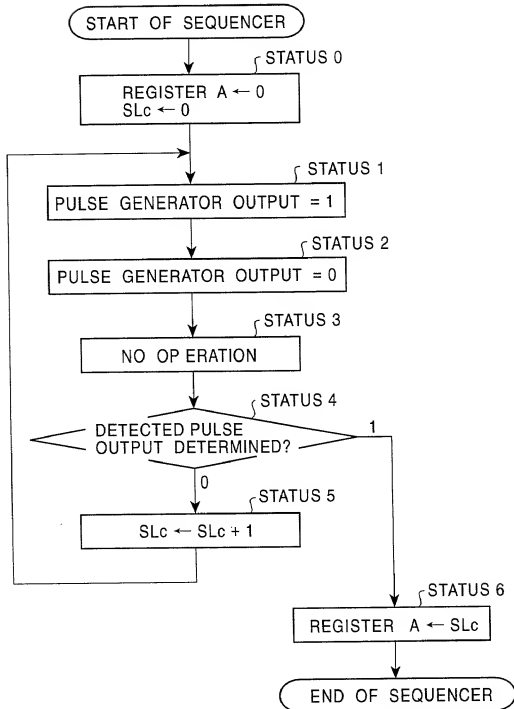 START OF SEQUENCER
STATUS 0
REGISTER A ← 0
SLc ← 0
STATUS 1
PULSE GENERATOR OUTPUT = 1
STATUS 2
PULSE GENERATOR OUTPUT = 0
STATUS 3
NO OPERATION
STATUS 4
DETECTED PULSE
OUTPUT DETERMINED?
1
0
STATUS 5
SLc ← SLc + 1
STATUS 6
REGISTER A ← SLc
END OF SEQUENCER